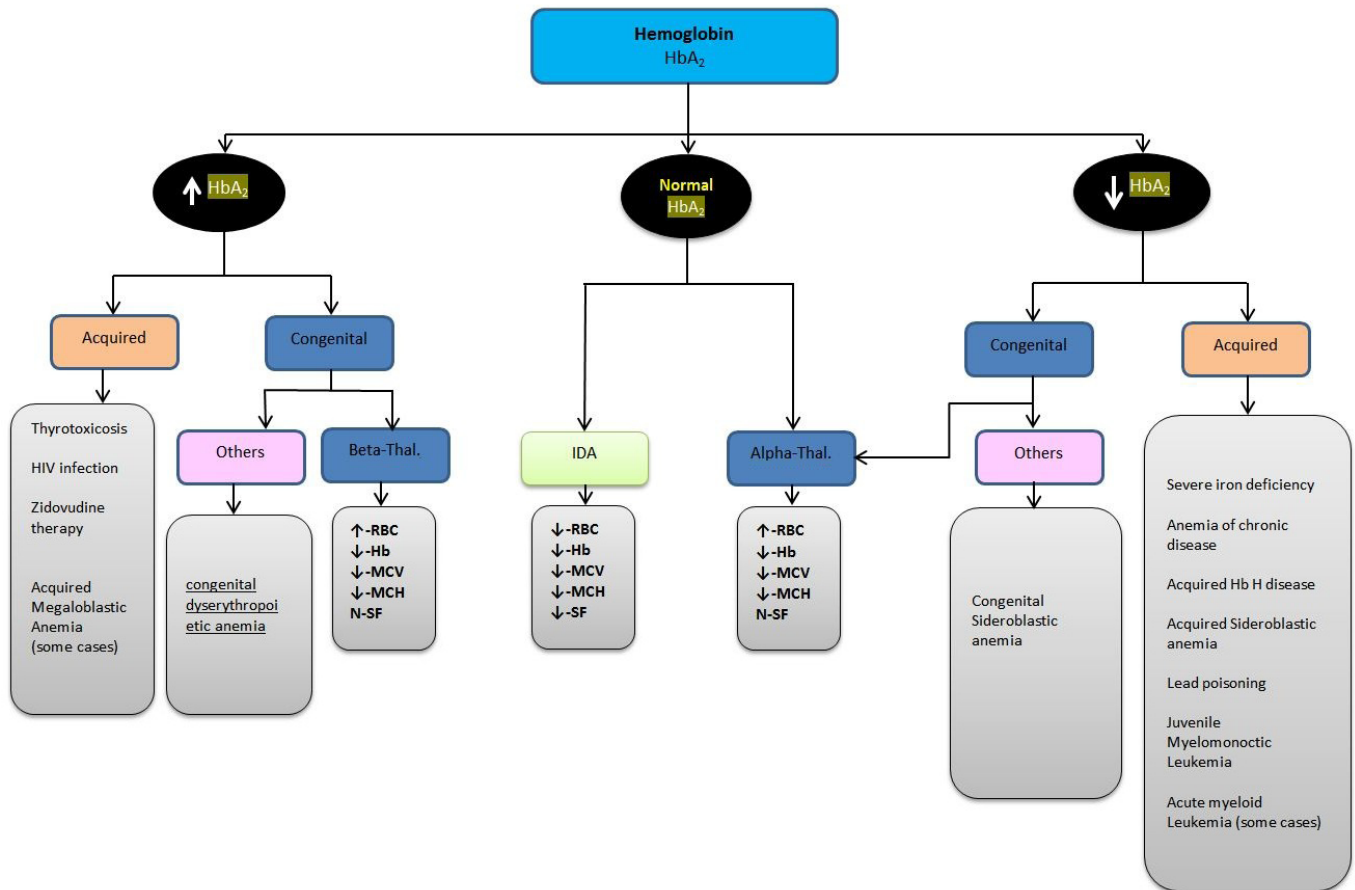 Hemoglobin
HbA₂
↑ HbA₂
Normal
HbA₂
↓ HbA₂
Acquired
Congenital
Congenital
Acquired
Thyrotoxicosis
HIV infection
Zidovudine
therapy
Acquired
Megaloblastic
Anemia
(some cases)
Others
Beta-Thal.
IDA
Alpha-Thal.
Others
congenital
dyserythropoi
etic anemia
↑-RBC
↓-Hb
↓-MCV
↓-MCH
N-SF
↓-RBC
↓-Hb
↓-MCV
↓-MCH
↓-SF
↑-RBC
↓-Hb
↓-MCV
↓-MCH
N-SF
Congenital
Sideroblastic
anemia
Severe iron deficiency
Anemia of chronic
disease
Acquired Hb H disease
Acquired Sideroblastic
anemia
Lead poisoning
Juvenile
Myelomonoctic
Leukemia
Acute myeloid
Leukemia (some cases)